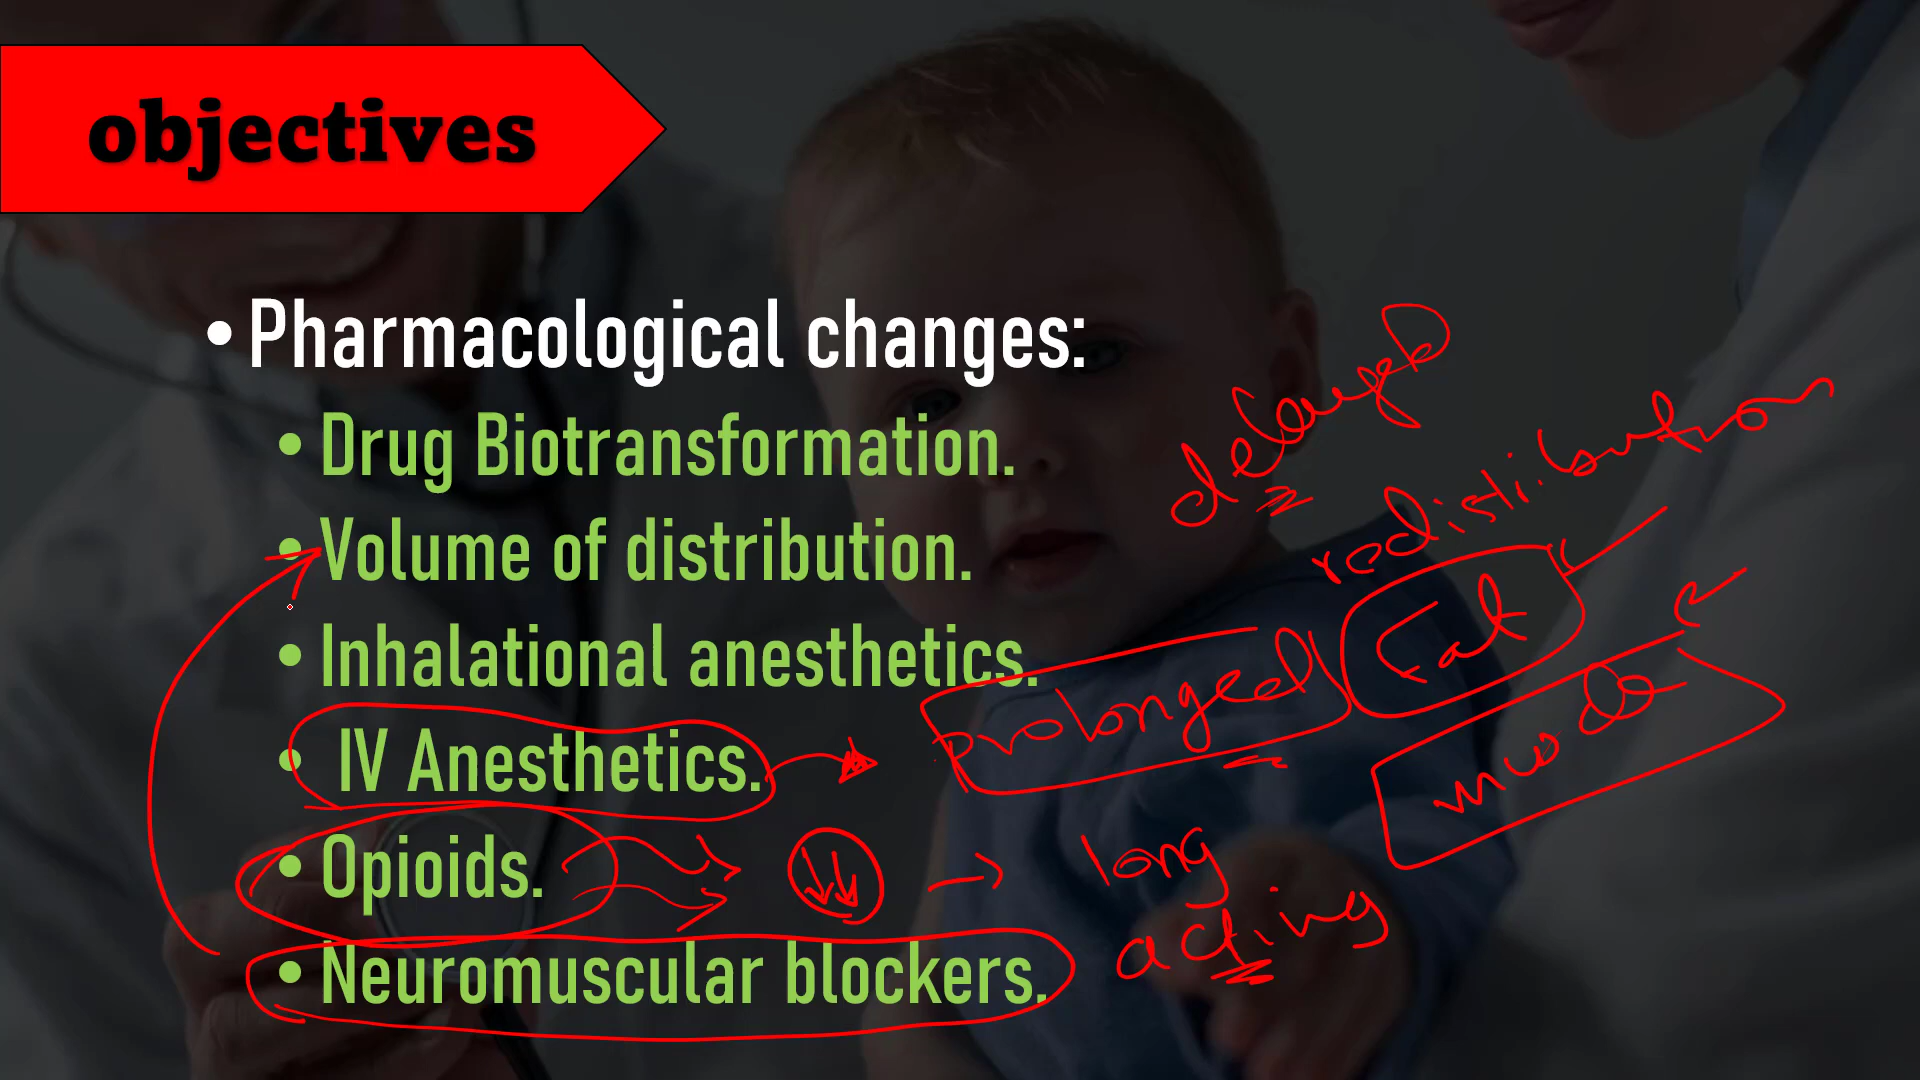 objectives
• Pharmacological changes:
• Drug Biotransformation.
• Volume of distribution.
• Inhalational anesthetics.
• IV Anesthetics.
• Opioids.
• Neuromuscular blockers.
delayed
redistribution
Fat
muscle
prolonged
long
acting